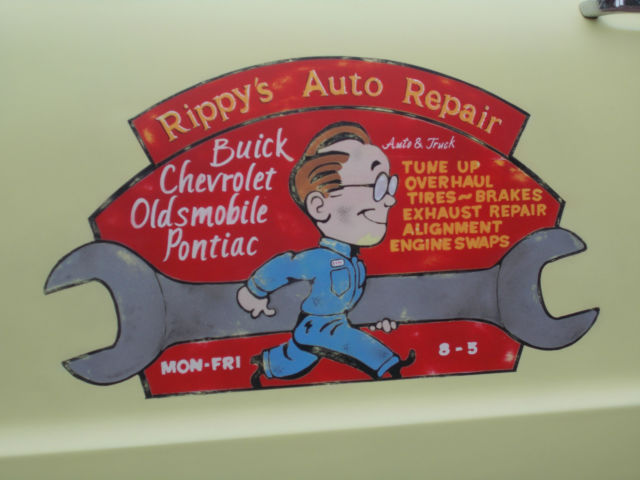 Rippy's Auto Repair
Buick
Chevrolet
Oldsmobile
Pontiac
Auto & Truck
TUNE UP
OVERHAUL
TIRES~BRAKES
EXHAUST REPAIR
ALIGNMENT
ENGINE SWAPS
MON-FRI
8-5